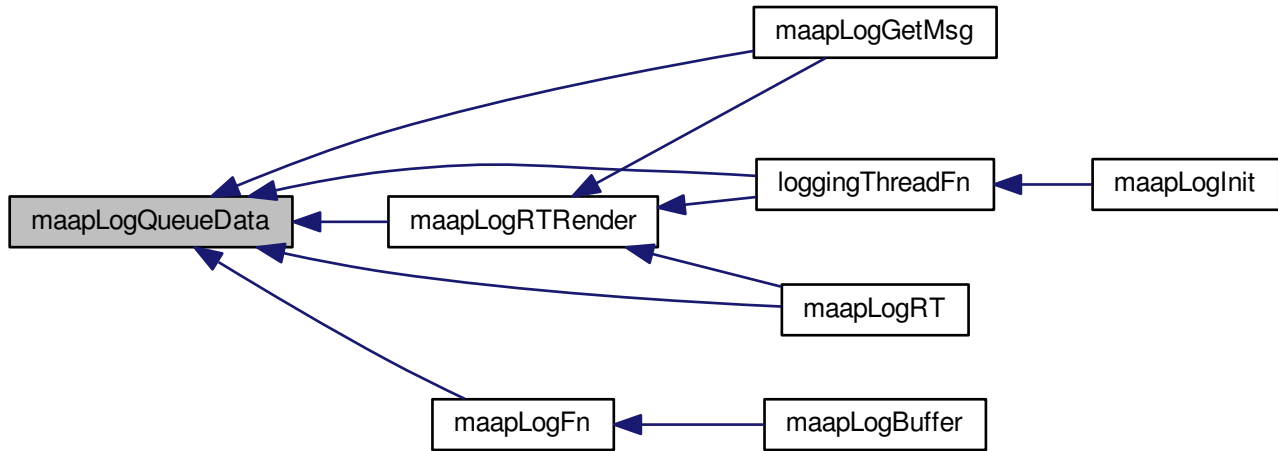 maapLogGetMsg
loggingThreadFn
maapLogInit
maapLogQueueData
maapLogRTRender
maapLogRT
maapLogFn
maapLogBuffer